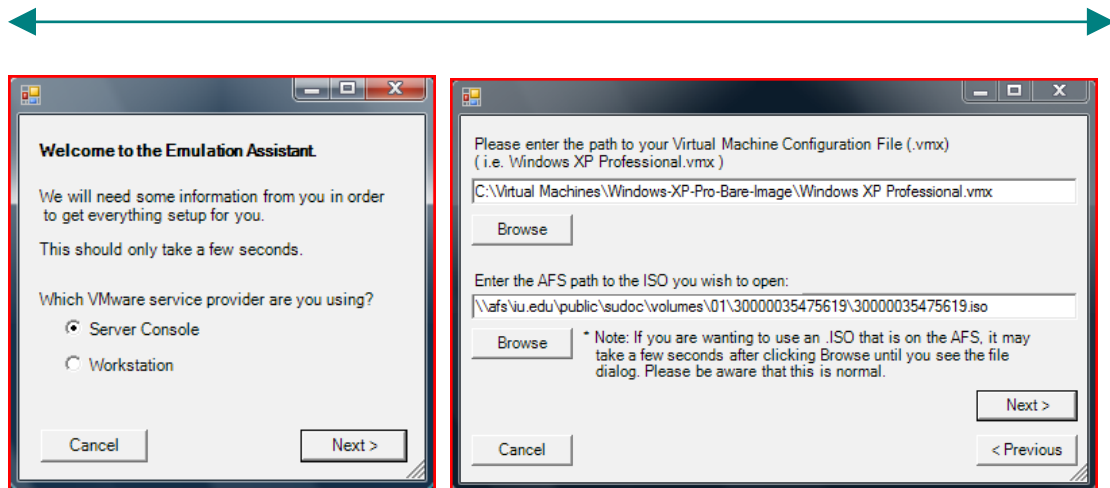 Welcome to the Emulation Assistant.
We will need some information from you in order
to get everything setup for you.
This should only take a few seconds.
Which VMware service provider are you using?
Server Console
Workstation
Cancel
Next >
Please enter the path to your Virtual Machine Configuration File (.vmx)
( i.e. Windows XP Professional.vmx )
C:\Virtual Machines\Windows-XP-Pro-Bare-Image\Windows XP Professional.vmx
Browse
Enter the AFS path to the ISO you wish to open:
\\afs\iu.edu\public\sudoc\volumes\01\30000035475619\30000035475619.iso
Browse
* Note: If you are wanting to use an .ISO that is on the AFS, it may
take a few seconds after clicking Browse until you see the file
dialog. Please be aware that this is normal.
Next >
Cancel
< Previous